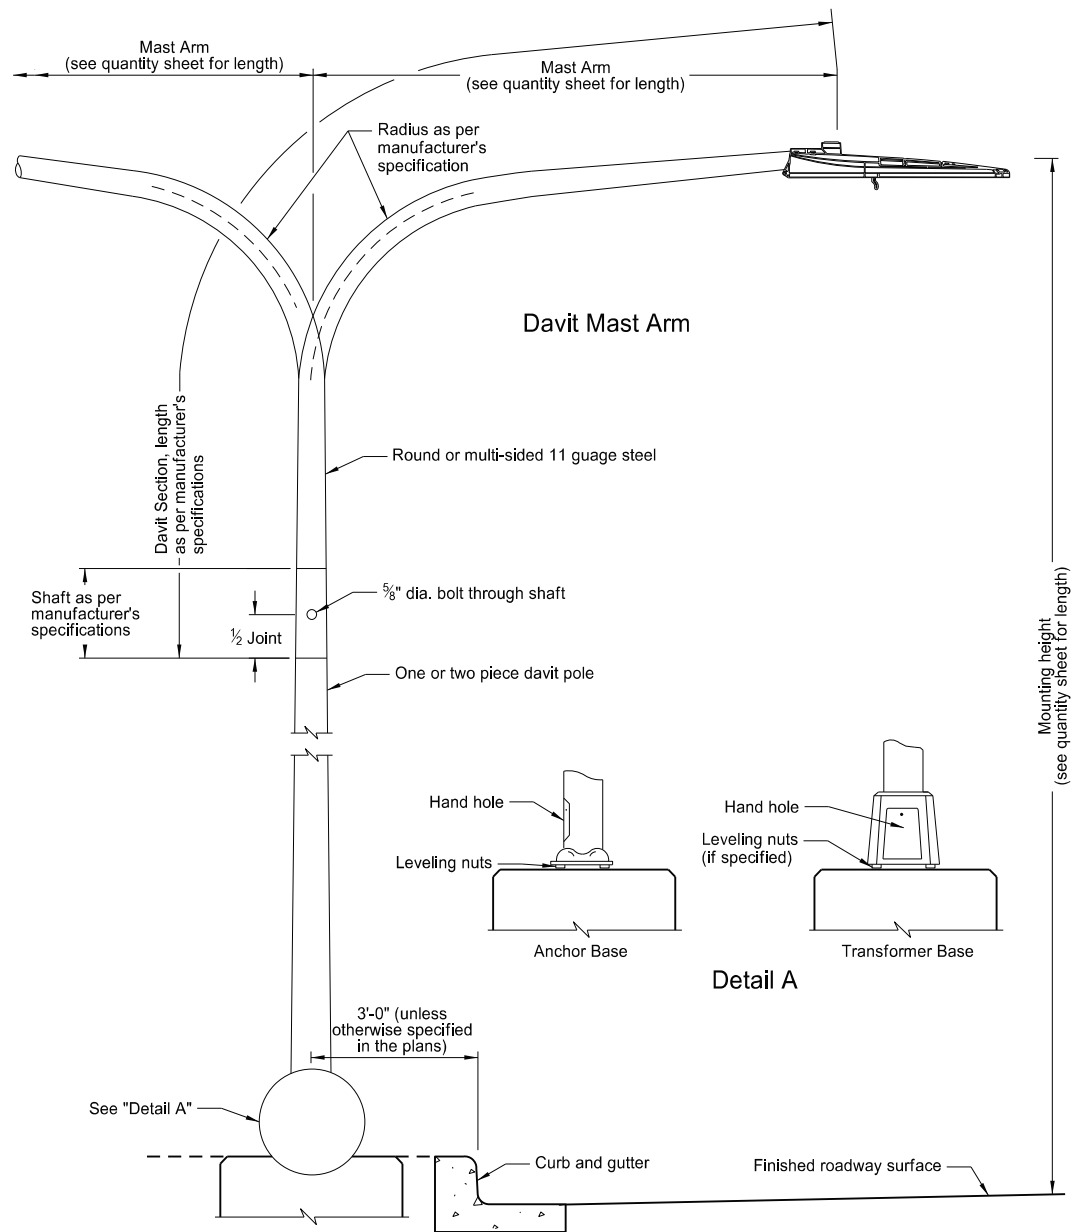 Mast Arm
(see quantity sheet for length)
Mast Arm
(see quantity sheet for length)
Radius as per
manufacturer's
specification
Davit Mast Arm
Davit Section, length
as per manufacturer's
specifications
Round or multi-sided 11 guage steel
Shaft as per
manufacturer's
specifications
⅝" dia. bolt through shaft
½ Joint
One or two piece davit pole
Mounting height
(see quantity sheet for length)
Hand hole
Leveling nuts
Anchor Base
Hand hole
Leveling nuts
(if specified)
Transformer Base
Detail A
3'-0" (unless
otherwise specified
in the plans)
See "Detail A"
Curb and gutter
Finished roadway surface